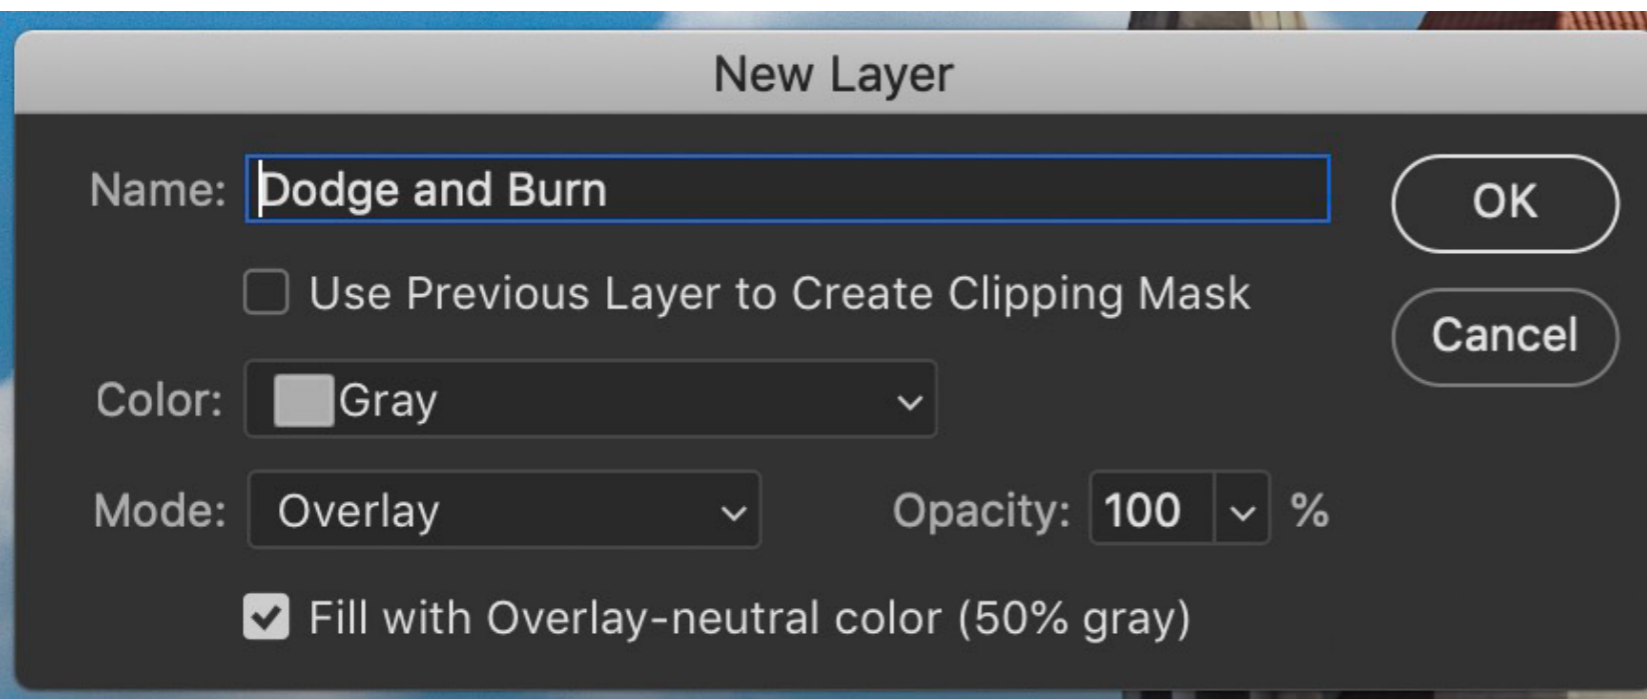 New Layer
Name: Dodge and Burn
OK
Use Previous Layer to Create Clipping Mask
Cancel
Color: Gray
Mode: Overlay Opacity: 100 %
Fill with Overlay-neutral color (50% gray)